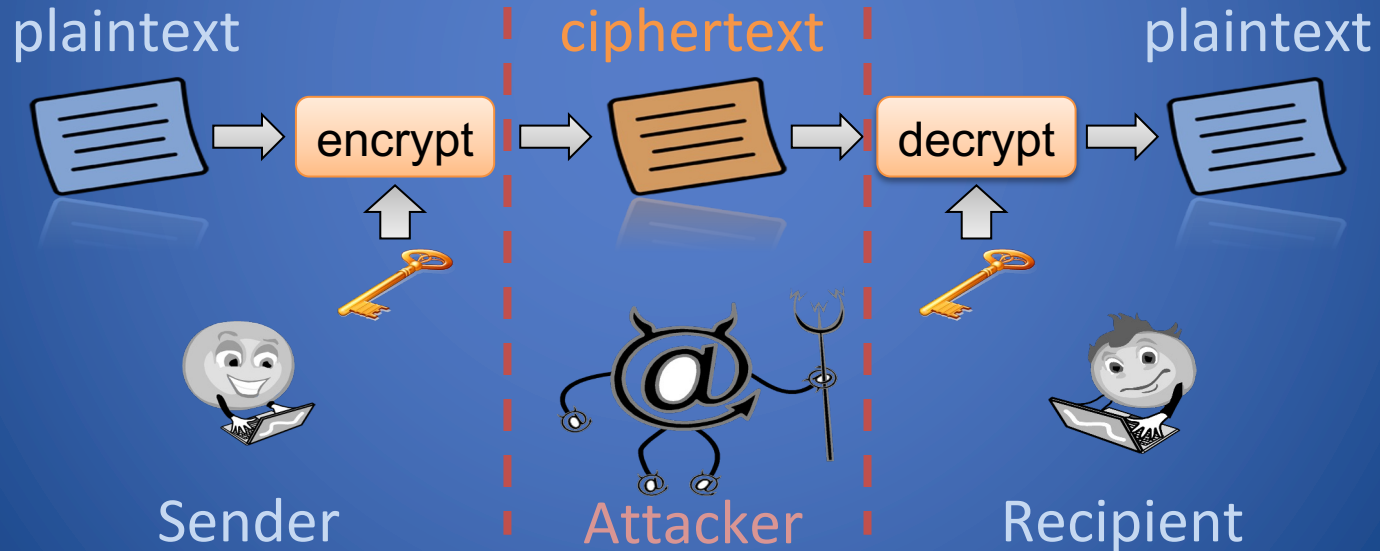 plaintext
ciphertext
plaintext
encrypt
decrypt
@
Sender
Attacker
Recipient